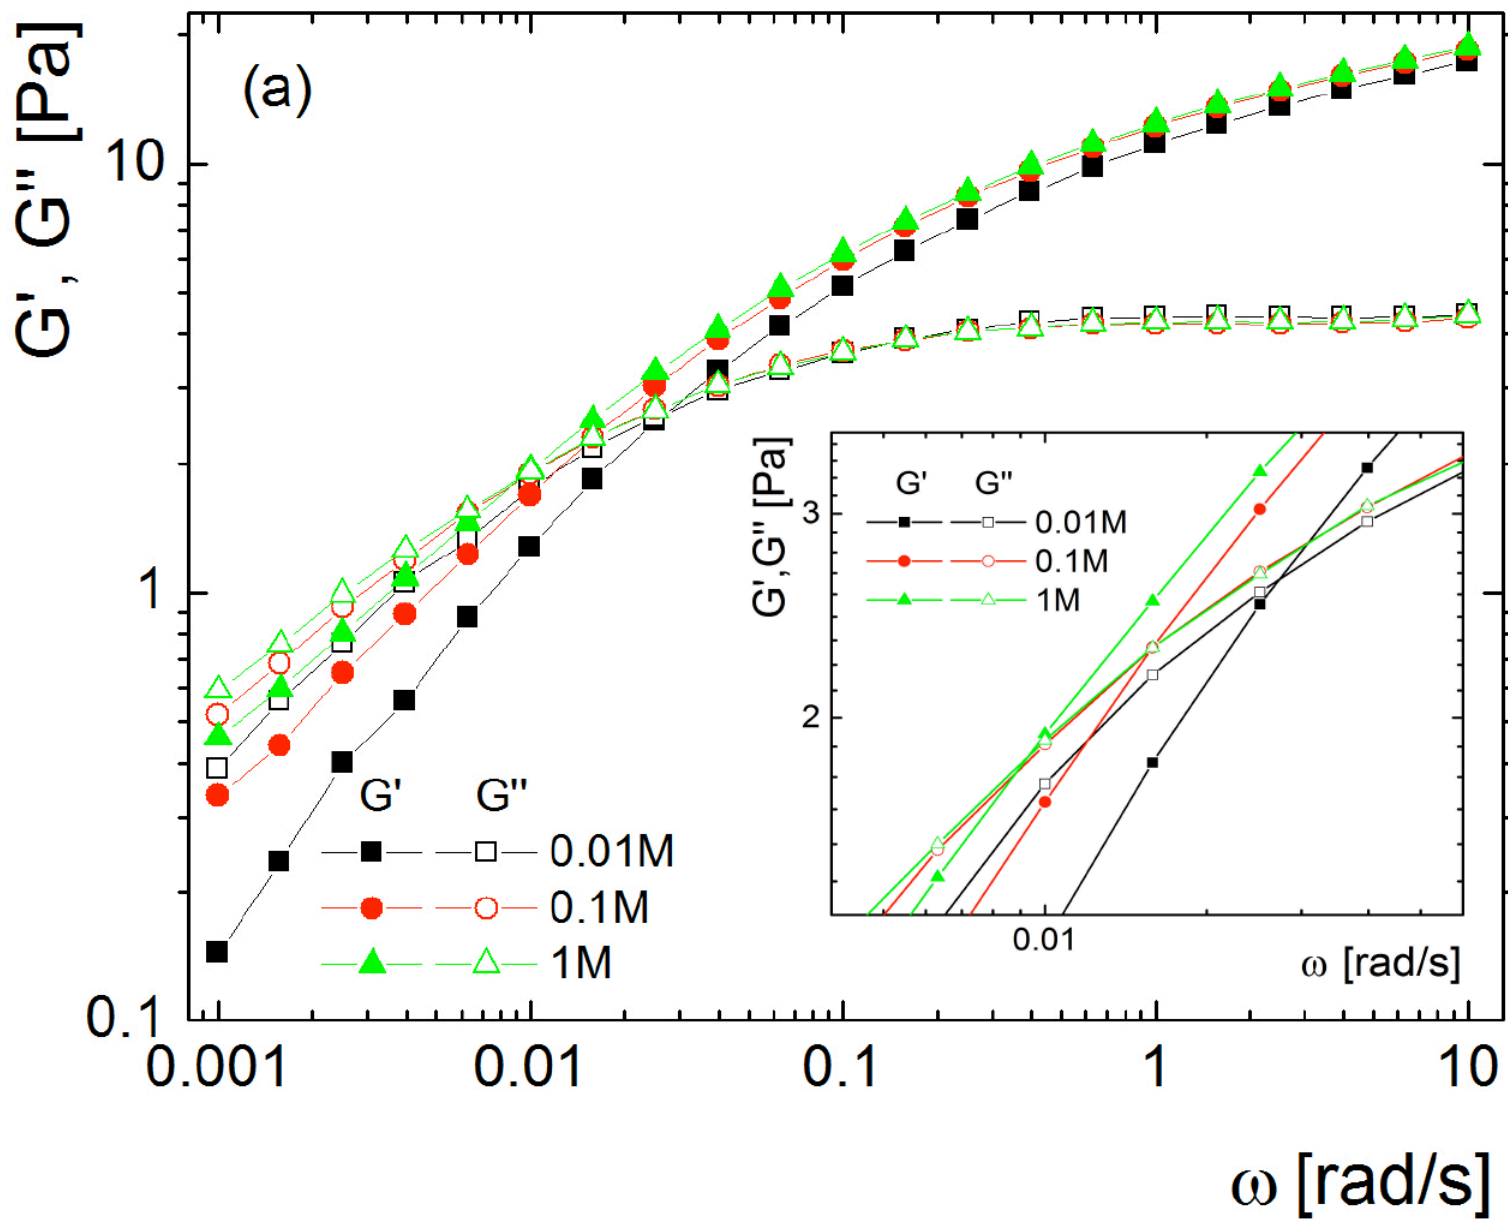 (a)
G', G" [Pa]
10
1
0.1
G' G"
0.01M
0.1M
1M
G',G" [Pa]
3
2
G' G"
0.01M
0.1M
1M
0.01
ω [rad/s]
0.001 0.01 0.1 1 10
ω [rad/s]